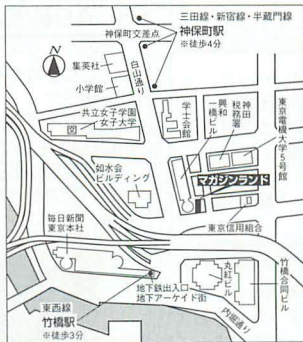 三田線・新宿線・半蔵門線
神保町駅
※徒歩4分
神保町交差点
N
白山通り
集英社
小学館
共立女子学園
女子大学
図
学士会館
興和一橋ビル
神田税務署
東京電機大学5号館
如水会
ビルディング
マガジンランド
東京信用組合
毎日新聞
東京本社
丸紅ビル
竹橋合同ビル
東西線
竹橋駅
※徒歩3分
地下鉄出入口
地下アーケイド街
内堀通り